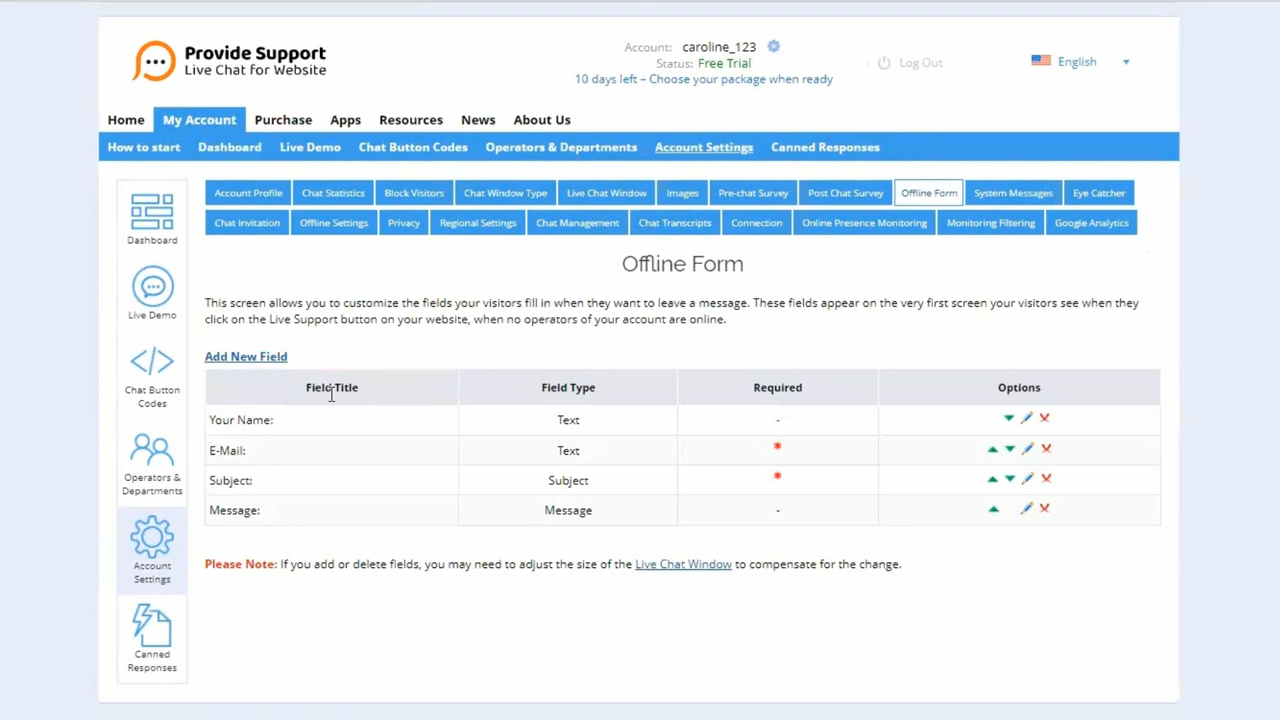 Provide Support
Live Chat for Website
Account: caroline_123
Status: Free Trial
10 days left – Choose your package when ready
Log Out
English
Home My Account Purchase Apps Resources News About Us
How to start Dashboard Live Demo Chat Button Codes Operators & Departments Account Settings Canned Responses
Account Profile Chat Statistics Block Visitors Chat Window Type Live Chat Window Images Pre-chat Survey Post Chat Survey Offline Form System Messages Eye Catcher
Chat Invitation Offline Settings Privacy Regional Settings Chat Management Chat Transcripts Connection Online Presence Monitoring Monitoring Filtering Google Analytics
Dashboard
Live Demo
Chat Button
Codes
Operators &
Departments
Account
Settings
Canned
Responses
Offline Form
This screen allows you to customize the fields your visitors fill in when they want to leave a message. These fields appear on the very first screen your visitors see when they
click on the Live Support button on your website, when no operators of your account are online.
Add New Field
Field Title Field Type Required Options
Your Name: Text -
E-Mail: Text *
Subject: Subject *
Message: Message -
Please Note: If you add or delete fields, you may need to adjust the size of the Live Chat Window to compensate for the change.